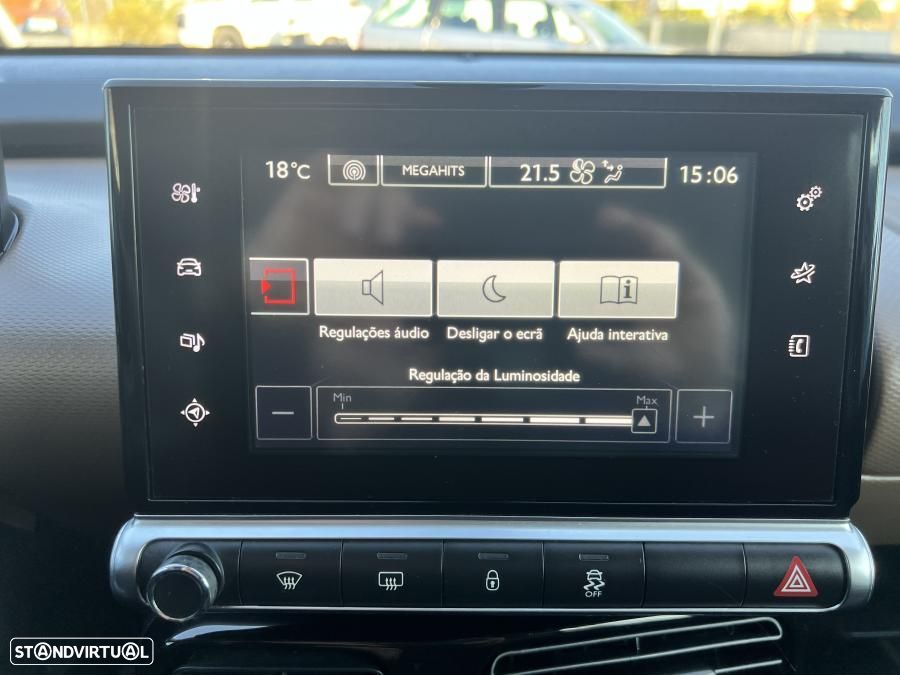 18°C MEGAHITS 21.5 15:06
Regulações áudio Desligar o ecrã Ajuda interativa
Regulação da Luminosidade
Min Max
OFF
STANDVIRTUAL